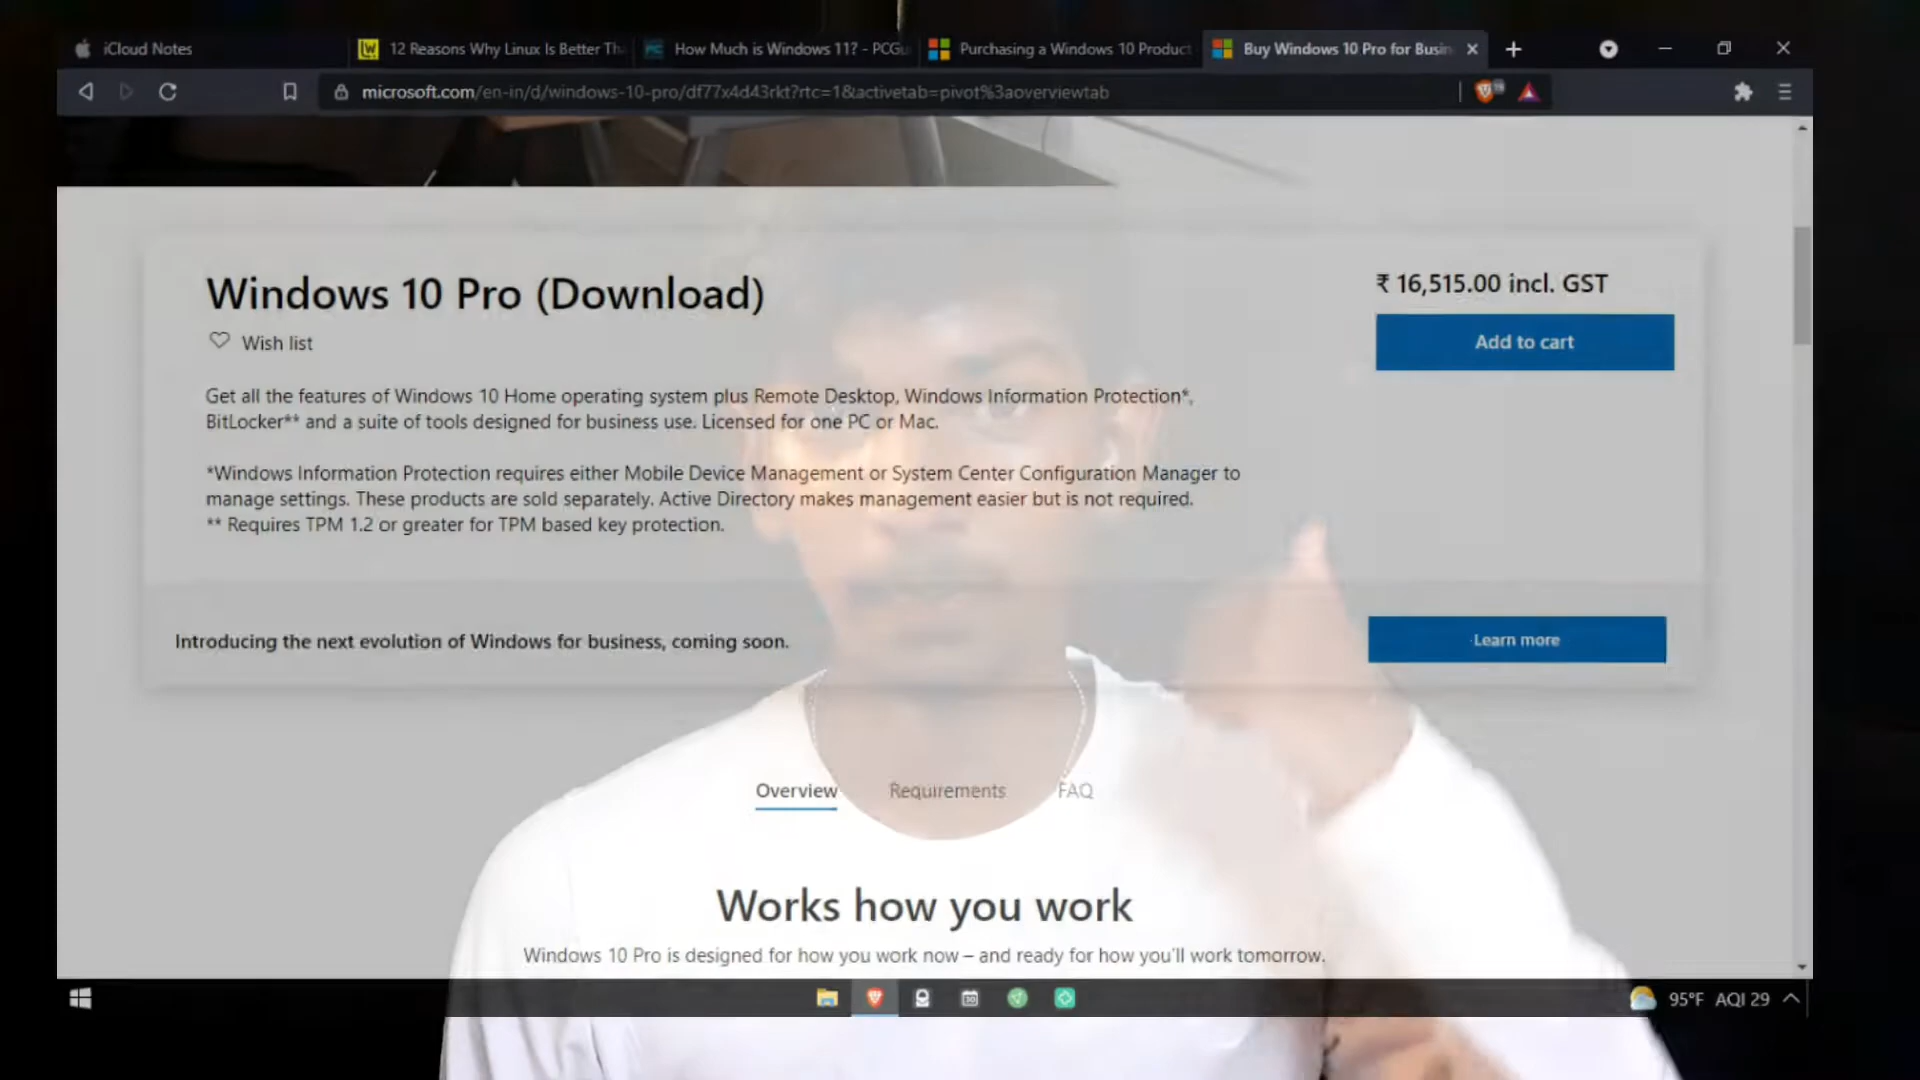 iCloud Notes
12 Reasons Why Linux Is Better Th
How Much is Windows 11? - PCGu
Purchasing a Windows 10 Product
Buy Windows 10 Pro for Busin
microsoft.com/en-in/d/windows-10-pro/df77x4d43rkt?rtc=1&activetab=pivot%3aoverviewtab
Windows 10 Pro (Download)
₹ 16,515.00 incl. GST
Wish list
Add to cart
Get all the features of Windows 10 Home operating system plus Remote Desktop, Windows Information Protection*,
BitLocker** and a suite of tools designed for business use. Licensed for one PC or Mac.
*Windows Information Protection requires either Mobile Device Management or System Center Configuration Manager to
manage settings. These products are sold separately. Active Directory makes management easier but is not required.
** Requires TPM 1.2 or greater for TPM based key protection.
Introducing the next evolution of Windows for business, coming soon.
Learn more
Overview
Requirements
FAQ
Works how you work
Windows 10 Pro is designed for how you work now – and ready for how you'll work tomorrow.
95°F AQI 29